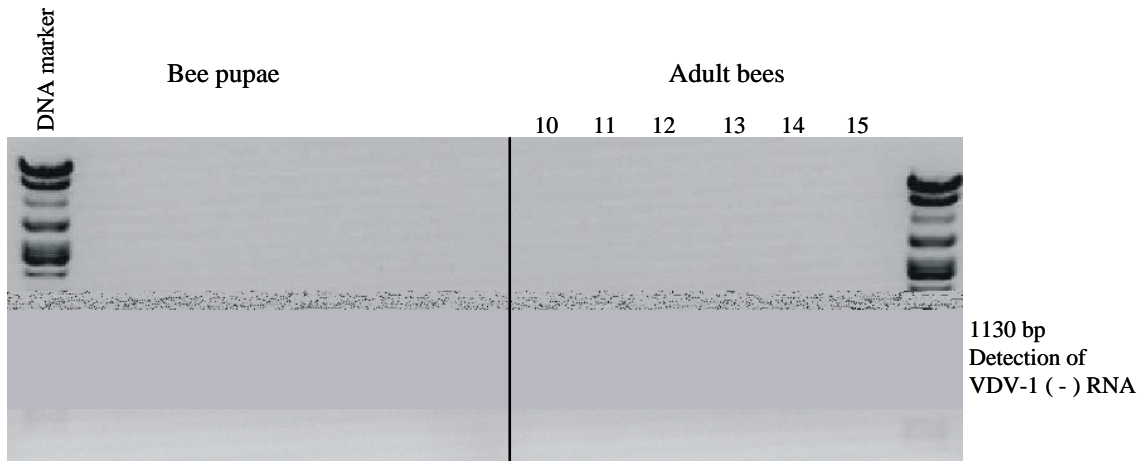 DNA marker
Bee pupae
Adult bees
10 11 12 13 14 15
1130 bp
Detection of
VDV-1 ( - ) RNA